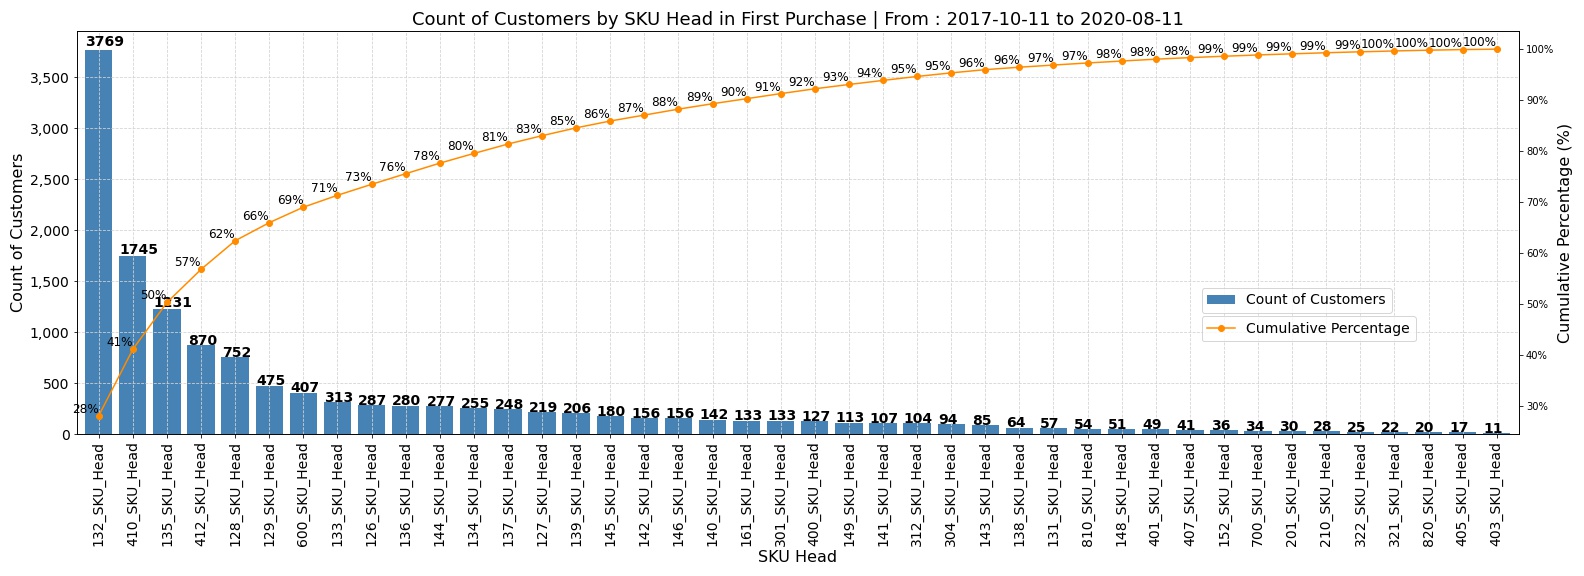 Count of Customers by SKU Head in First Purchase | From : 2017-10-11 to 2020-08-11
Count of Customers
3,500
3,000
2,500
2,000
1,500
1,000
500
0
3769
1745
1231
870
752
475
407
313
287
280
277
255
248
219
206
180
156
156
142
133
133
127
113
107
104
94
85
64
57
54
51
49
41
36
34
30
28
25
22
20
17
11
28%
41%
50%
57%
62%
66%
69%
71%
73%
76%
78%
80%
81%
83%
85%
86%
87%
88%
89%
90%
91%
92%
93%
94%
95%
95%
96%
96%
97%
97%
98%
98%
98%
99%
99%
99%
99%
99%
100%
100%
100%
100%
Count of Customers
Cumulative Percentage
100%
90%
80%
70%
60%
50%
40%
30%
Cumulative Percentage (%)
132_SKU_Head
410_SKU_Head
135_SKU_Head
412_SKU_Head
128_SKU_Head
129_SKU_Head
600_SKU_Head
133_SKU_Head
126_SKU_Head
136_SKU_Head
144_SKU_Head
134_SKU_Head
137_SKU_Head
127_SKU_Head
139_SKU_Head
145_SKU_Head
142_SKU_Head
146_SKU_Head
140_SKU_Head
161_SKU_Head
301_SKU_Head
400_SKU_Head
149_SKU_Head
141_SKU_Head
312_SKU_Head
304_SKU_Head
143_SKU_Head
138_SKU_Head
131_SKU_Head
810_SKU_Head
148_SKU_Head
401_SKU_Head
407_SKU_Head
152_SKU_Head
700_SKU_Head
201_SKU_Head
210_SKU_Head
322_SKU_Head
321_SKU_Head
820_SKU_Head
405_SKU_Head
403_SKU_Head
SKU Head